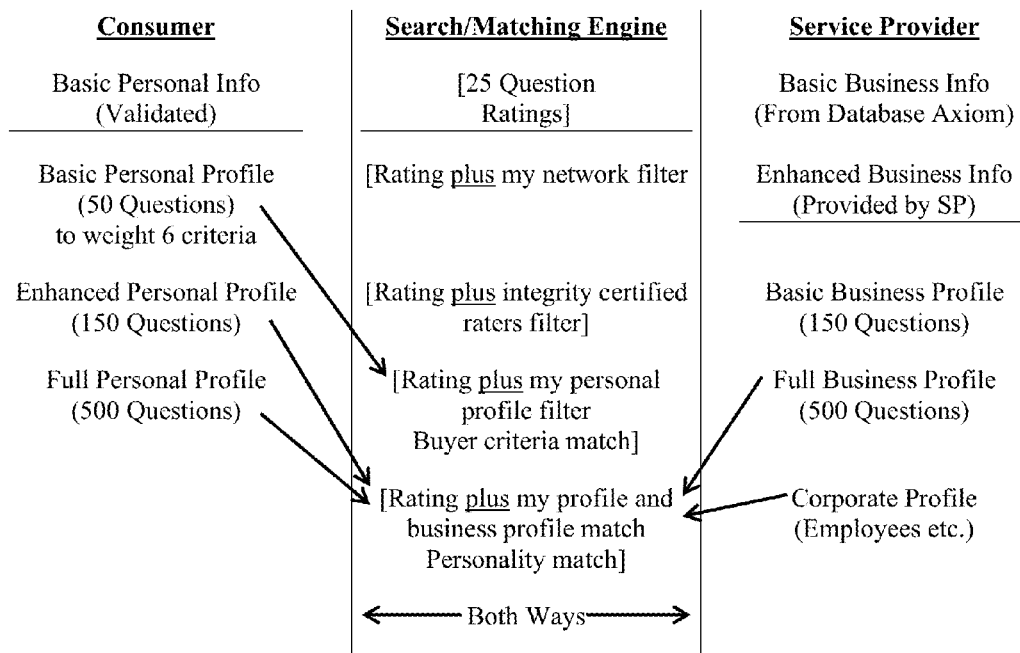 Consumer
Basic Personal Info
(Validated)
Basic Personal Profile
(50 Questions)
to weight 6 criteria
Enhanced Personal Profile
(150 Questions)
Full Personal Profile
(500 Questions)
Search/Matching Engine
[25 Question
Ratings]
[Rating plus my network filter
[Rating plus integrity certified
raters filter]
[Rating plus my personal
profile filter
Buyer criteria match]
[Rating plus my profile and
business profile match
Personality match]
Both Ways
Service Provider
Basic Business Info
(From Database Axiom)
Enhanced Business Info
(Provided by SP)
Basic Business Profile
(150 Questions)
Full Business Profile
(500 Questions)
Corporate Profile
(Employees etc.)